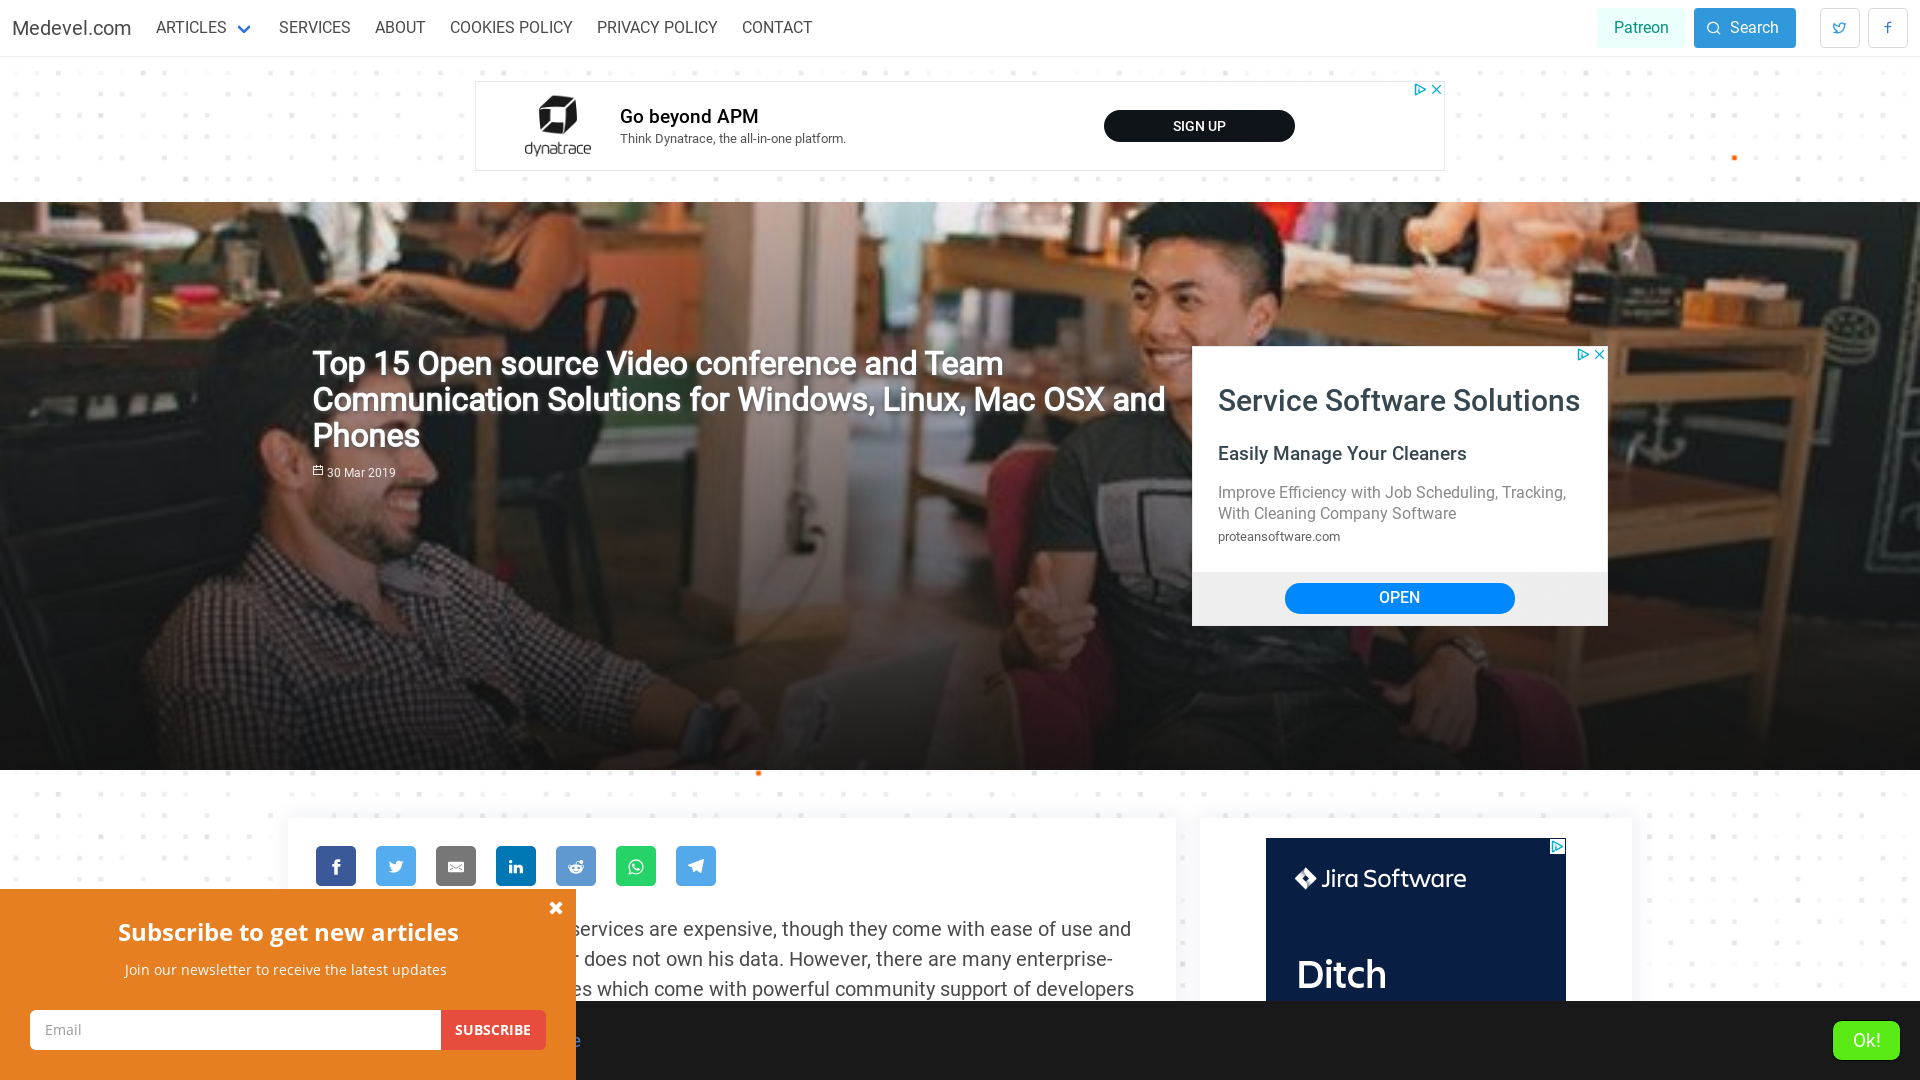 Medevel.com ARTICLES SERVICES ABOUT COOKIES POLICY PRIVACY POLICY CONTACT Patreon Search
dynatrace
Go beyond APM
Think Dynatrace, the all-in-one platform.
SIGN UP
Top 15 Open source Video conference and Team
Communication Solutions for Windows, Linux, Mac OSX and
Phones
30 Mar 2019
Service Software Solutions
Easily Manage Your Cleaners
Improve Efficiency with Job Scheduling, Tracking,
With Cleaning Company Software
proteansoftware.com
OPEN
services are expensive, though they come with ease of use and
does not own his data. However, there are many enterprise-
which come with powerful community support of developers
Jira Software
Ditch
Subscribe to get new articles
Join our newsletter to receive the latest updates
Email
SUBSCRIBE
Ok!